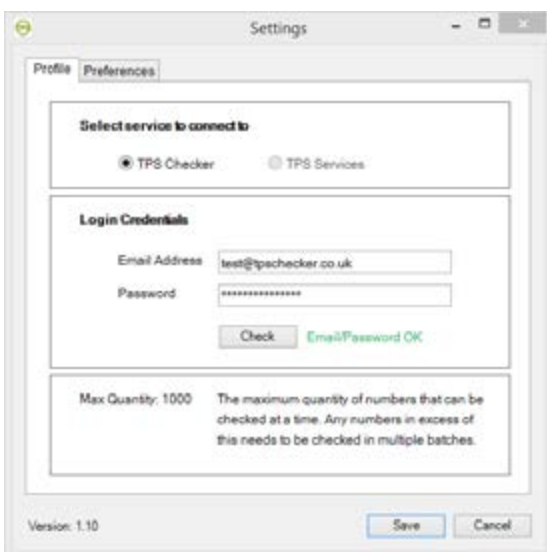 Settings
Profile Preferences
Select service to connect to
TPS Checker TPS Services
Login Credentials
Email Address test@tpschecker.co.uk
Password ***************
Check Email/Password OK
Max Quantity: 1000 The maximum quantity of numbers that can be
checked at a time. Any numbers in excess of
this needs to be checked in multiple batches.
Version: 1.10 Save Cancel